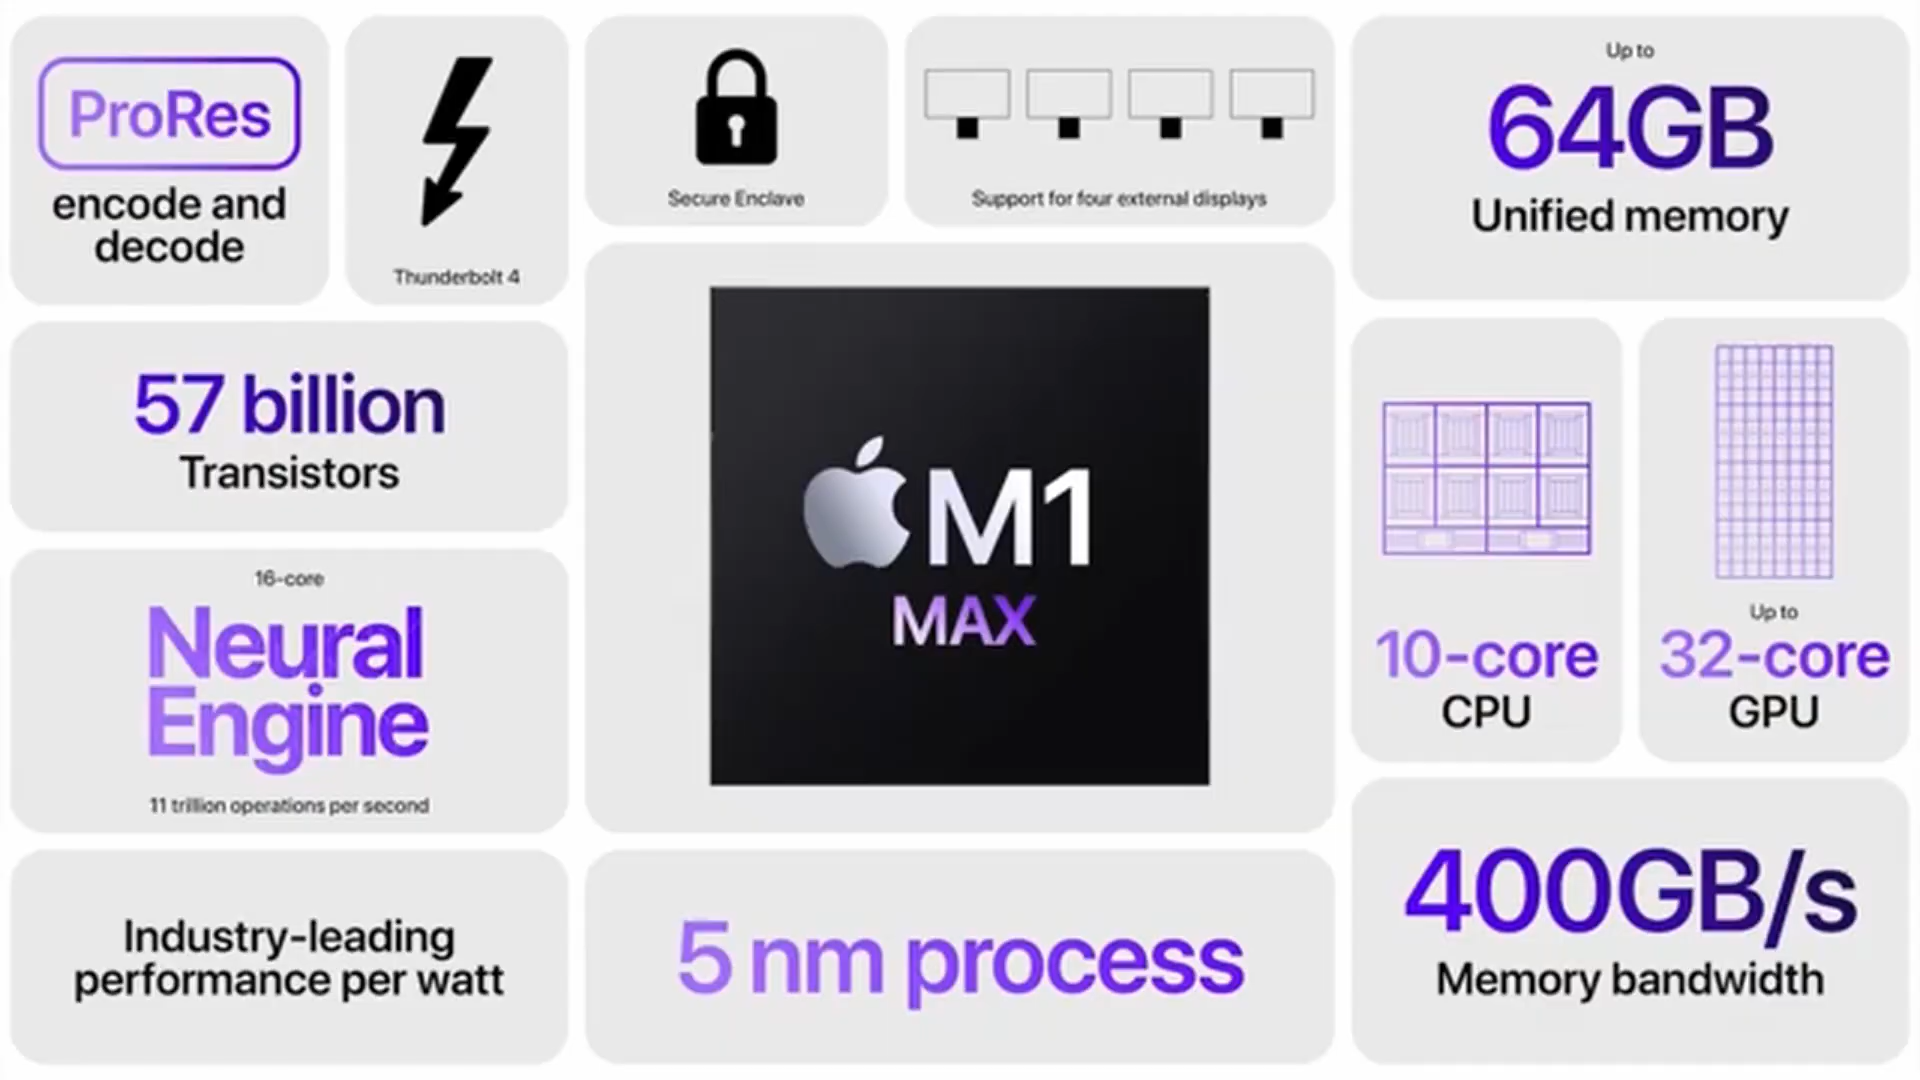 ProRes
encode and
decode
Thunderbolt 4
Secure Enclave
Support for four external displays
Up to
64GB
Unified memory
57 billion
Transistors
M1
MAX
10-core
CPU
Up to
32-core
GPU
16-core
Neural
Engine
11 trillion operations per second
Industry-leading
performance per watt
5 nm process
400GB/s
Memory bandwidth